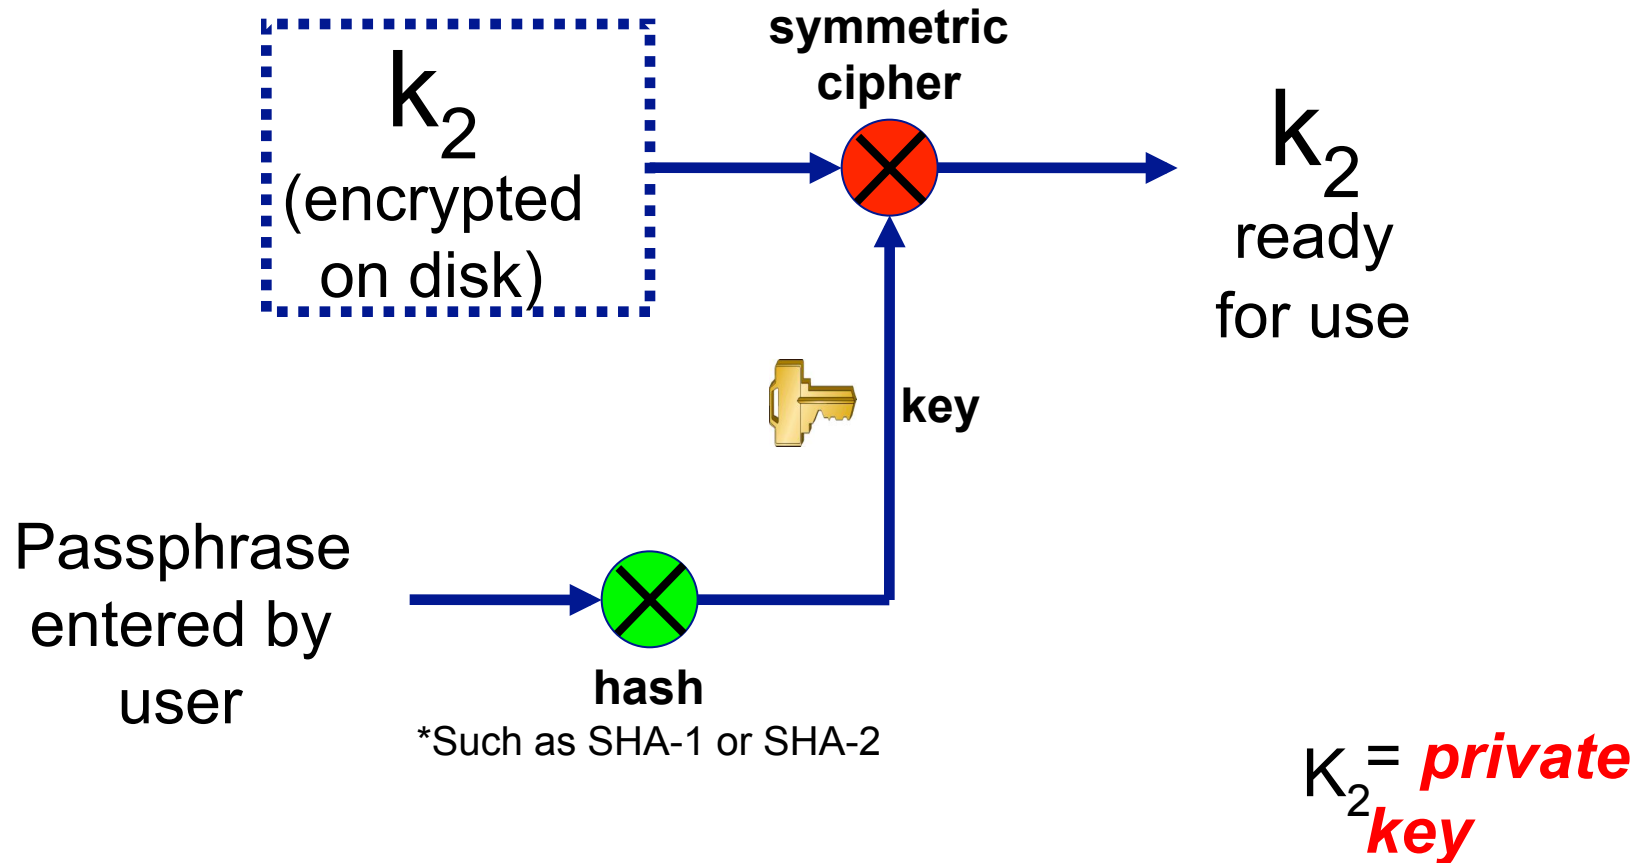 symmetric
cipher
k₂
(encrypted
on disk)
k₂
ready
for use
key
Passphrase
entered by
user
hash
*Such as SHA-1 or SHA-2
K₂= private
key